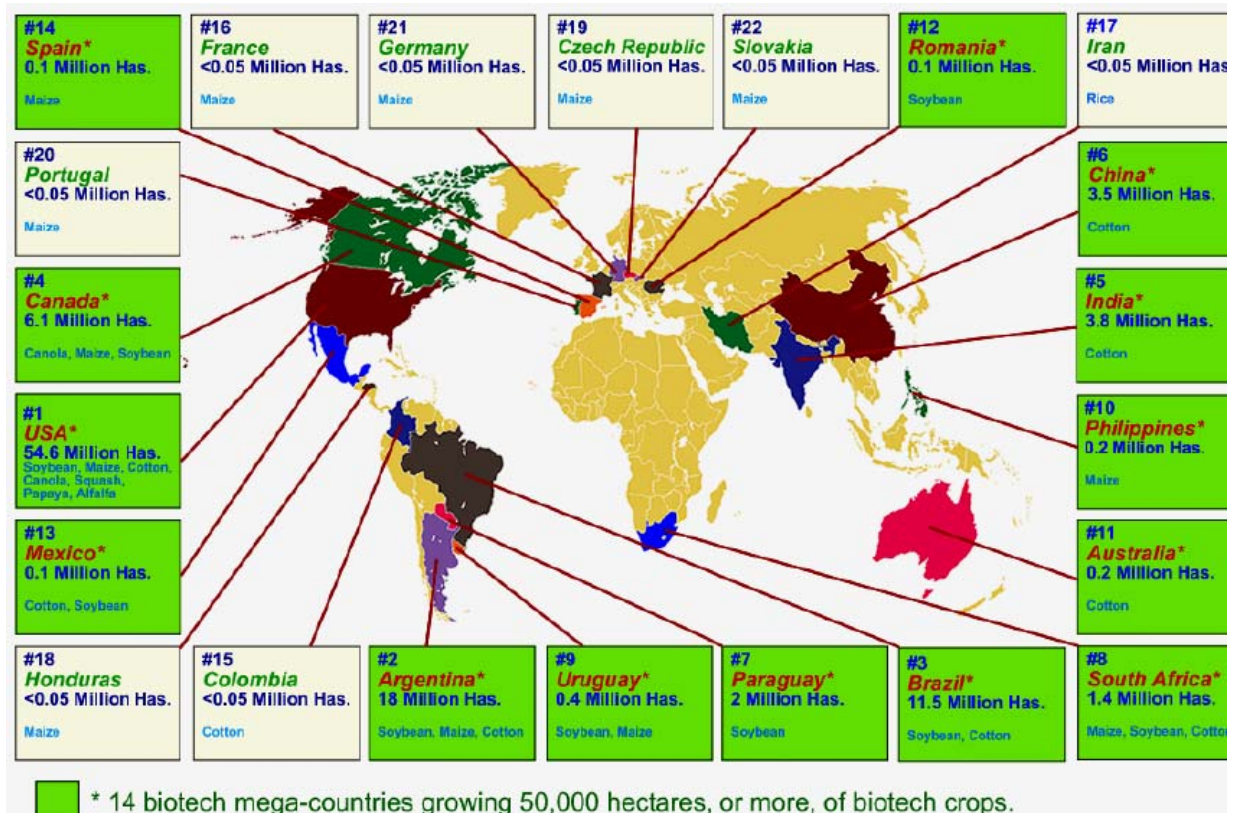 #14
Spain*
0.1 Million Has.
Maize
#16
France
<0.05 Million Has.
Maize
#21
Germany
<0.05 Million Has.
Maize
#19
Czech Republic
<0.05 Million Has.
Maize
#22
Slovakia
<0.05 Million Has.
Maize
#12
Romania*
0.1 Million Has.
Soybean
#17
Iran
<0.05 Million Has
Rice
#20
Portugal
<0.05 Million Has.
Maize
#6
China*
3.5 Million Has.
Cotton
#4
Canada*
6.1 Million Has.
Canola, Maize, Soybean
#5
India*
3.8 Million Has.
Cotton
#1
USA*
54.6 Million Has.
Soybean, Maize, Cotton,
Canola, Squash,
Papaya, Alfalfa
#10
Philippines*
0.2 Million Has.
Maize
#13
Mexico*
0.1 Million Has.
Cotton, Soybean
#11
Australia*
0.2 Million Has.
Cotton
#18
Honduras
<0.05 Million Has.
Maize
#15
Colombia
<0.05 Million Has.
Cotton
#2
Argentina*
18 Million Has.
Soybean, Maize, Cotton
#9
Uruguay*
0.4 Million Has.
Soybean, Maize
#7
Paraguay*
2 Million Has.
Soybean
#3
Brazil*
11.5 Million Has.
Soybean, Cotton
#8
South Africa*
1.4 Million Has.
Maize, Soybean, Cotto
* 14 biotech mega-countries growing 50,000 hectares, or more, of biotech crops.